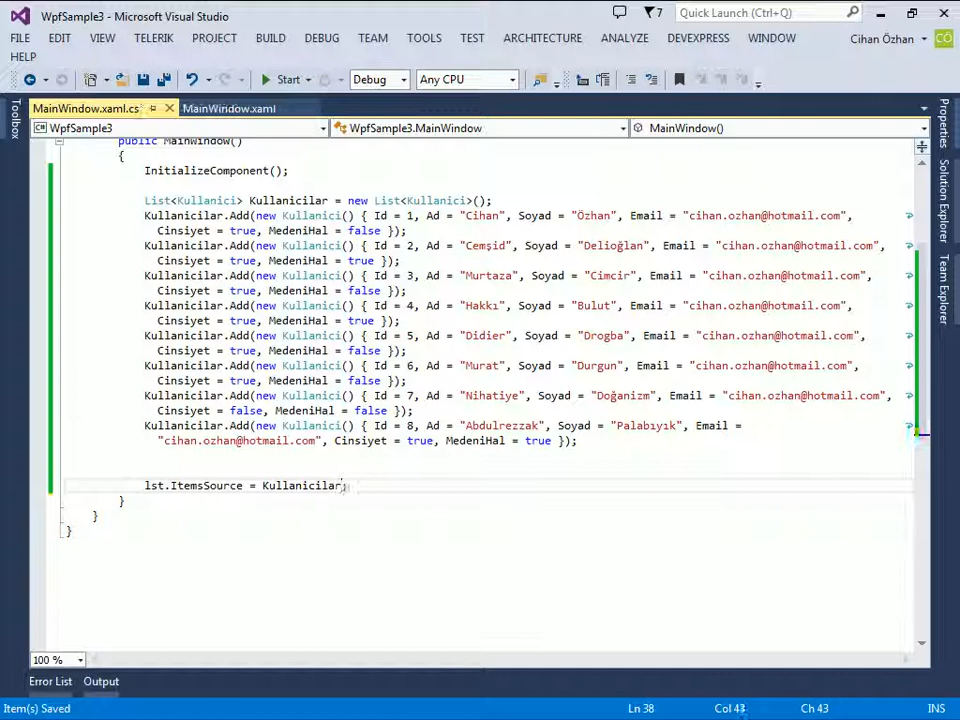 WpfSample3 - Microsoft Visual Studio
7
Quick Launch (Ctrl+Q)
FILE EDIT VIEW TELERIK PROJECT BUILD DEBUG TEAM TOOLS TEST ARCHITECTURE ANALYZE DEVEXPRESS WINDOW
Cihan Özhan CÖ
HELP
Start Debug Any CPU
MainWindow.xaml.cs MainWindow.xaml
WpfSample3 WpfSample3.MainWindow MainWindow()
Toolbox
Properties
Solution Explorer
Team Explorer
public MainWindow()
{
InitializeComponent();
List<Kullanici> Kullanicilar = new List<Kullanici>();
Kullanicilar.Add(new Kullanici() { Id = 1, Ad = "Cihan", Soyad = "Özhan", Email = "cihan.ozhan@hotmail.com",
Cinsiyet = true, MedeniHal = false });
Kullanicilar.Add(new Kullanici() { Id = 2, Ad = "Cemşid", Soyad = "Delioğlan", Email = "cihan.ozhan@hotmail.com",
Cinsiyet = true, MedeniHal = true });
Kullanicilar.Add(new Kullanici() { Id = 3, Ad = "Murtaza", Soyad = "Cimcir", Email = "cihan.ozhan@hotmail.com",
Cinsiyet = true, MedeniHal = false });
Kullanicilar.Add(new Kullanici() { Id = 4, Ad = "Hakkı", Soyad = "Bulut", Email = "cihan.ozhan@hotmail.com",
Cinsiyet = true, MedeniHal = true });
Kullanicilar.Add(new Kullanici() { Id = 5, Ad = "Didier", Soyad = "Drogba", Email = "cihan.ozhan@hotmail.com",
Cinsiyet = true, MedeniHal = false });
Kullanicilar.Add(new Kullanici() { Id = 6, Ad = "Murat", Soyad = "Durgun", Email = "cihan.ozhan@hotmail.com",
Cinsiyet = true, MedeniHal = false });
Kullanicilar.Add(new Kullanici() { Id = 7, Ad = "Nihatiye", Soyad = "Doğanizm", Email = "cihan.ozhan@hotmail.com",
Cinsiyet = false, MedeniHal = false });
Kullanicilar.Add(new Kullanici() { Id = 8, Ad = "Abdulrezzak", Soyad = "Palabıyık", Email =
"cihan.ozhan@hotmail.com", Cinsiyet = true, MedeniHal = true });
lst.ItemsSource = Kullanicilar;
}
}
}
100 %
Error List Output
Item(s) Saved Ln 38 Col 43 Ch 43 INS